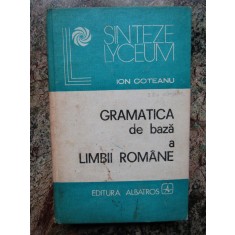 SINTEZE
LYCEUM
ION COTEANU
GRAMATICA
de bază
a
LIMBII ROMÂNE
EDITURA ALBATROS